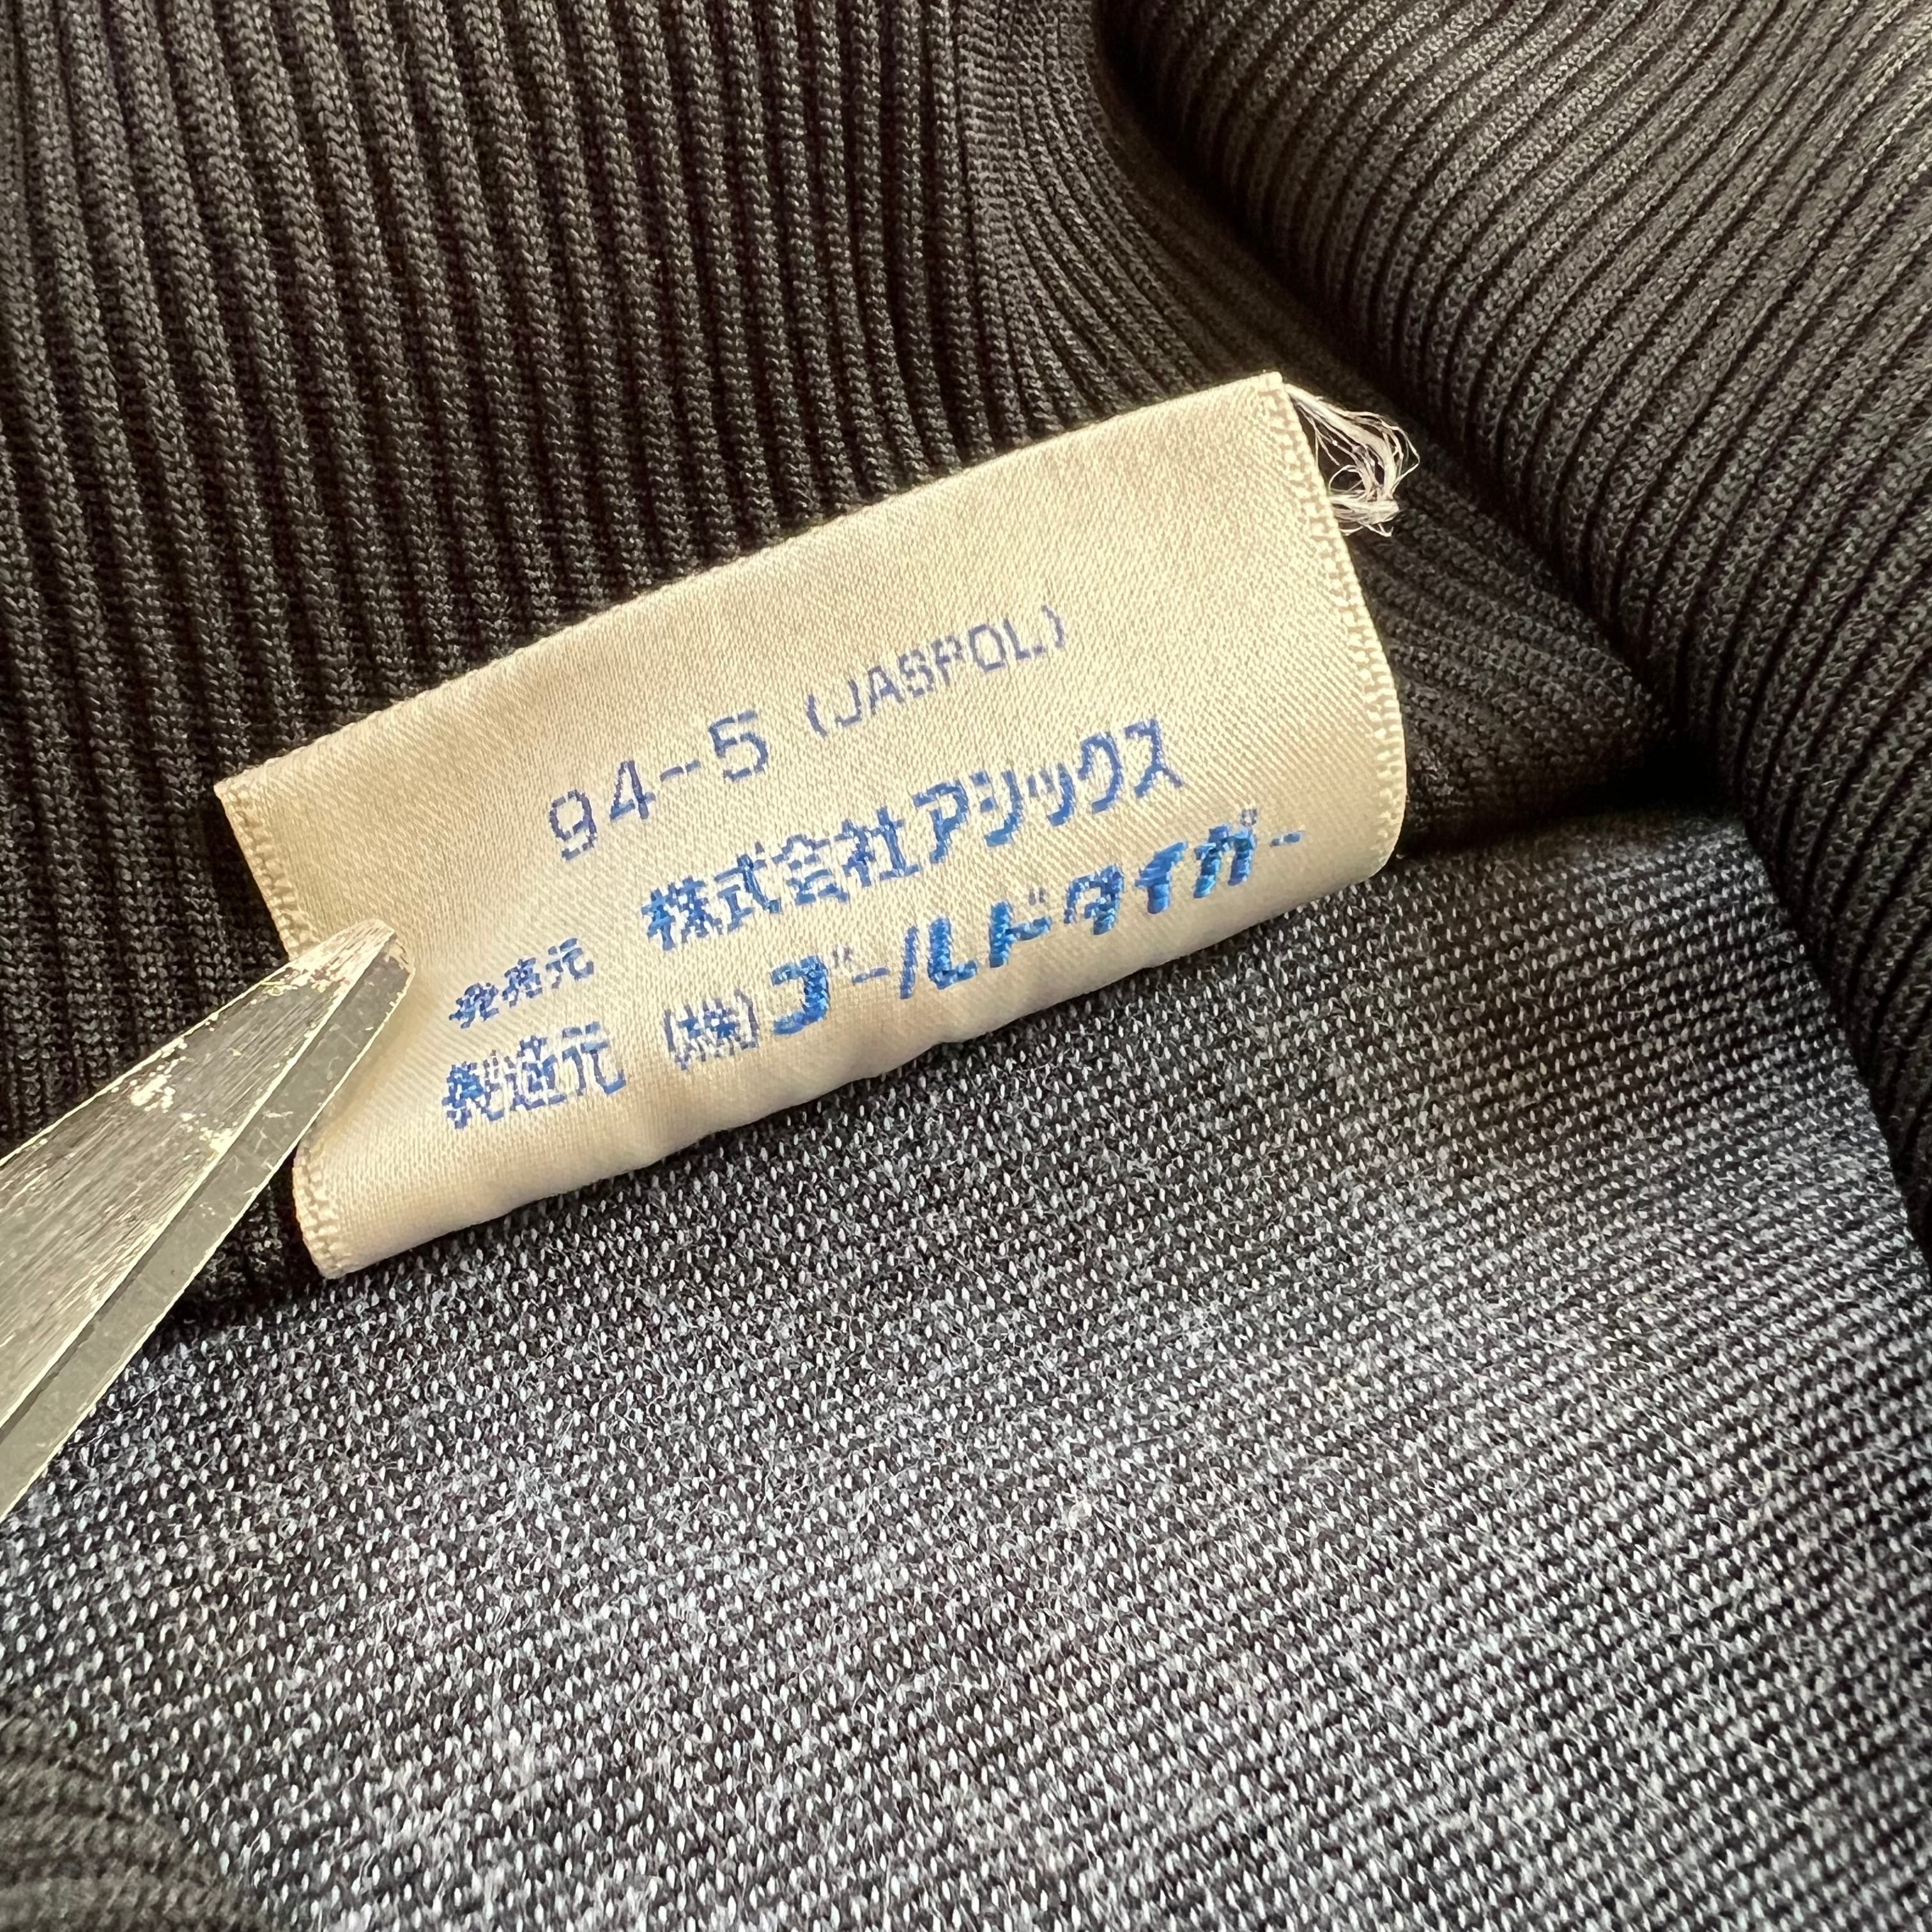 94-5 (JASPOL)
発売元 株式会社アシックス
製造元 (株)ゴールドタイガー